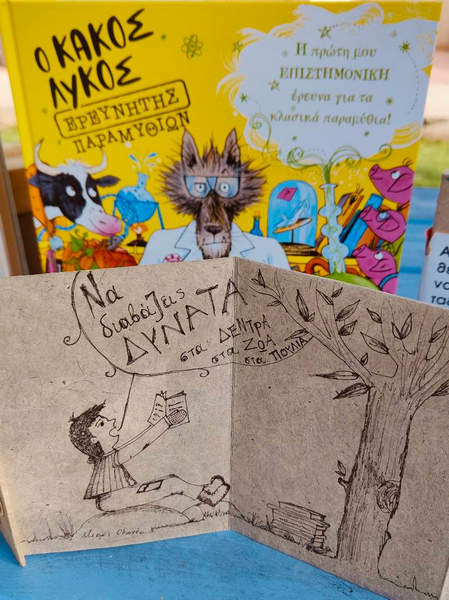 Ο ΚΑΚΟΣ
ΛΥΚΟΣ
ΕΡΕΥΝΗΤΗΣ
ΠΑΡΑΜΥΘΙΩΝ
Η πρώτη μου
ΕΠΙΣΤΗΜΟΝΙΚΗ
έρευνα για τα
κλασικά παραμύθια!
Να
διαβάζεις
ΔΥΝΑΤΑ
στα ΔΕΝΤΡΑ
στα ΖΩΑ
στα ΠΟΥΛΙΑ